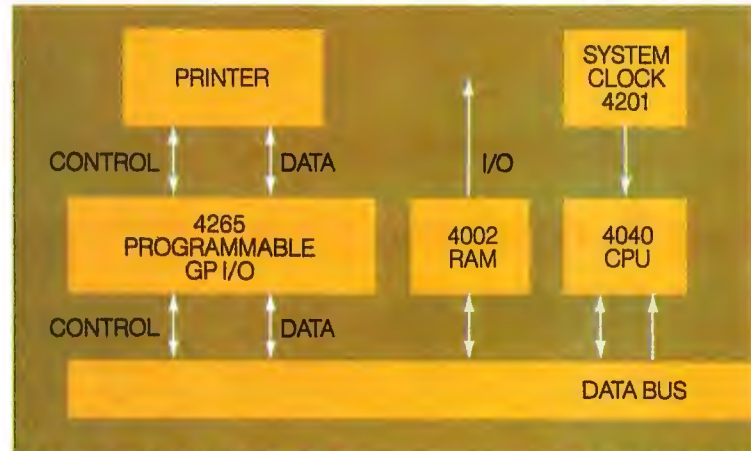 PRINTER
SYSTEM
CLOCK
4201
CONTROL
DATA
I/O
4265
PROGRAMMABLE
GP I/O
4002
RAM
4040
CPU
CONTROL
DATA
DATA BUS